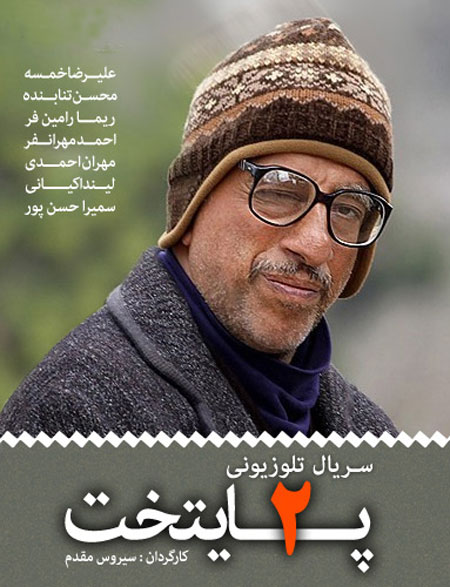 علیرضا خمسه
محسن تنابنده
ریما رامین فر
احمد مهرانفر
مهران احمدی
لیندا کیانی
سمیرا حسن پور
سریال تلوزیونی
پایتخت ۲
کارگردان : سیروس مقدم